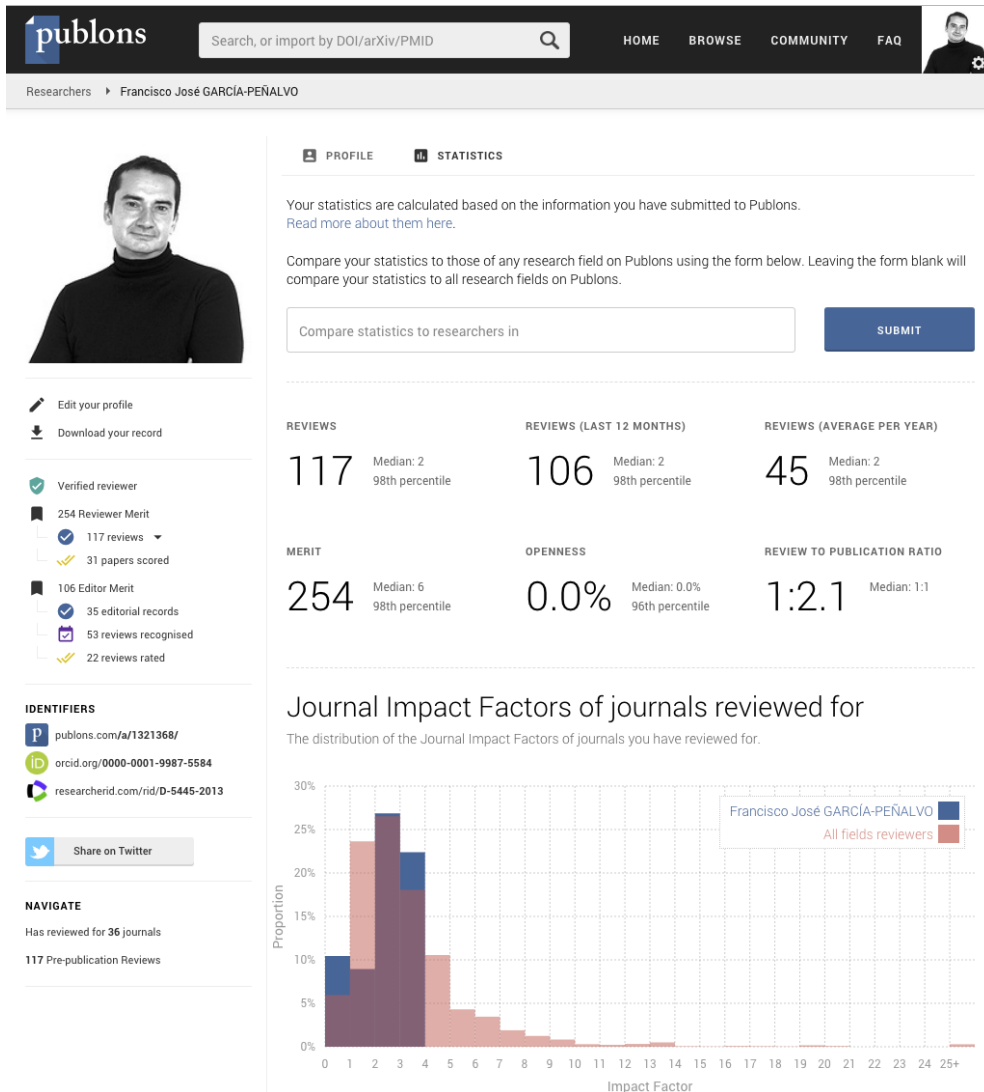 publons
Search, or import by DOI/arXiv/PMID
HOME BROWSE COMMUNITY FAQ
Researchers Francisco José GARCÍA-PEÑALVO
PROFILE STATISTICS
Your statistics are calculated based on the information you have submitted to Publons.
Read more about them here.
Compare your statistics to those of any research field on Publons using the form below. Leaving the form blank will
compare your statistics to all research fields on Publons.
Compare statistics to researchers in
SUBMIT
Edit your profile
Download your record
Verified reviewer
254 Reviewer Merit
117 reviews
31 papers scored
106 Editor Merit
35 editorial records
53 reviews recognised
22 reviews rated
IDENTIFIERS
publons.com/a/1321368/
orcid.org/0000-0001-9987-5584
researcherid.com/rid/D-5445-2013
Share on Twitter
NAVIGATE
Has reviewed for 36 journals
117 Pre-publication Reviews
REVIEWS
117
Median: 2
98th percentile
REVIEWS (LAST 12 MONTHS)
106
Median: 2
98th percentile
REVIEWS (AVERAGE PER YEAR)
45
Median: 2
98th percentile
MERIT
254
Median: 6
98th percentile
OPENNESS
0.0%
Median: 0.0%
96th percentile
REVIEW TO PUBLICATION RATIO
1:2.1
Median: 1:1
Journal Impact Factors of journals reviewed for
The distribution of the Journal Impact Factors of journals you have reviewed for.
Francisco José GARCÍA-PEÑALVO
All fields reviewers
Proportion
30%
25%
20%
15%
10%
5%
0%
0 1 2 3 4 5 6 7 8 9 10 11 12 13 14 15 16 17 18 19 20 21 22 23 24 25+
Impact Factor